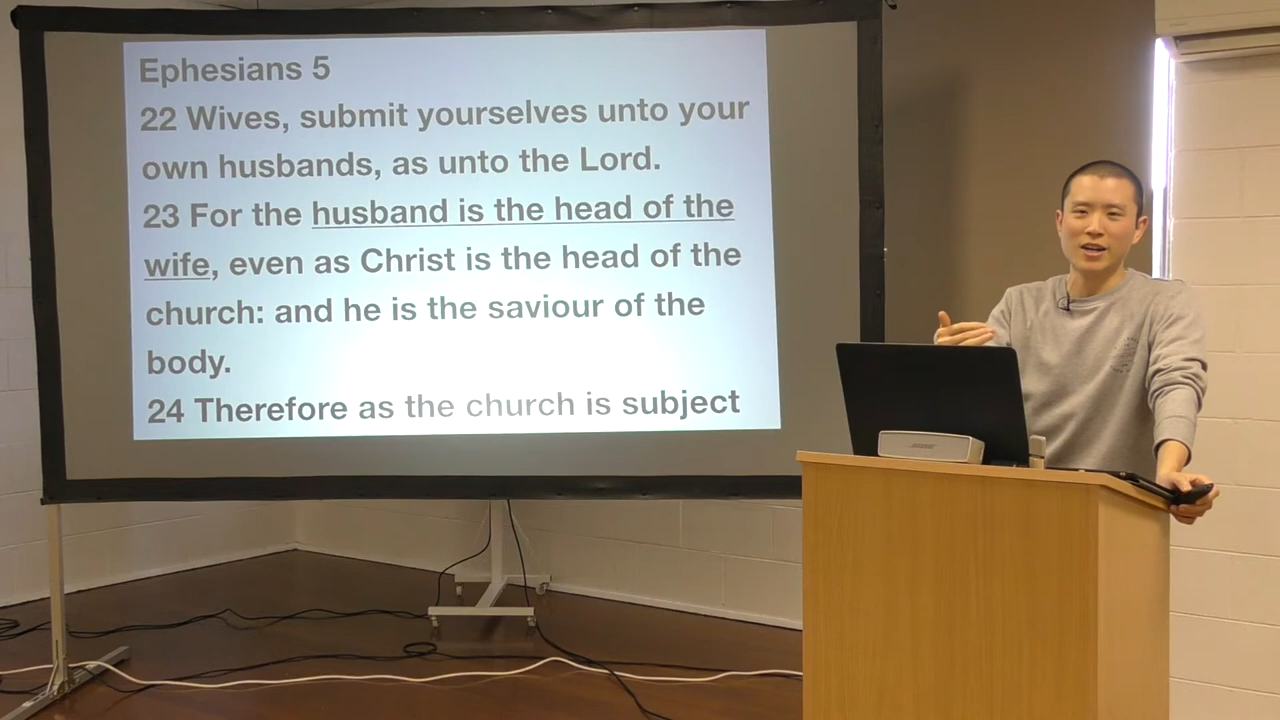 Ephesians 5
22 Wives, submit yourselves unto your
own husbands, as unto the Lord.
23 For the husband is the head of the
wife, even as Christ is the head of the
church: and he is the saviour of the
body.
24 Therefore as the church is subject